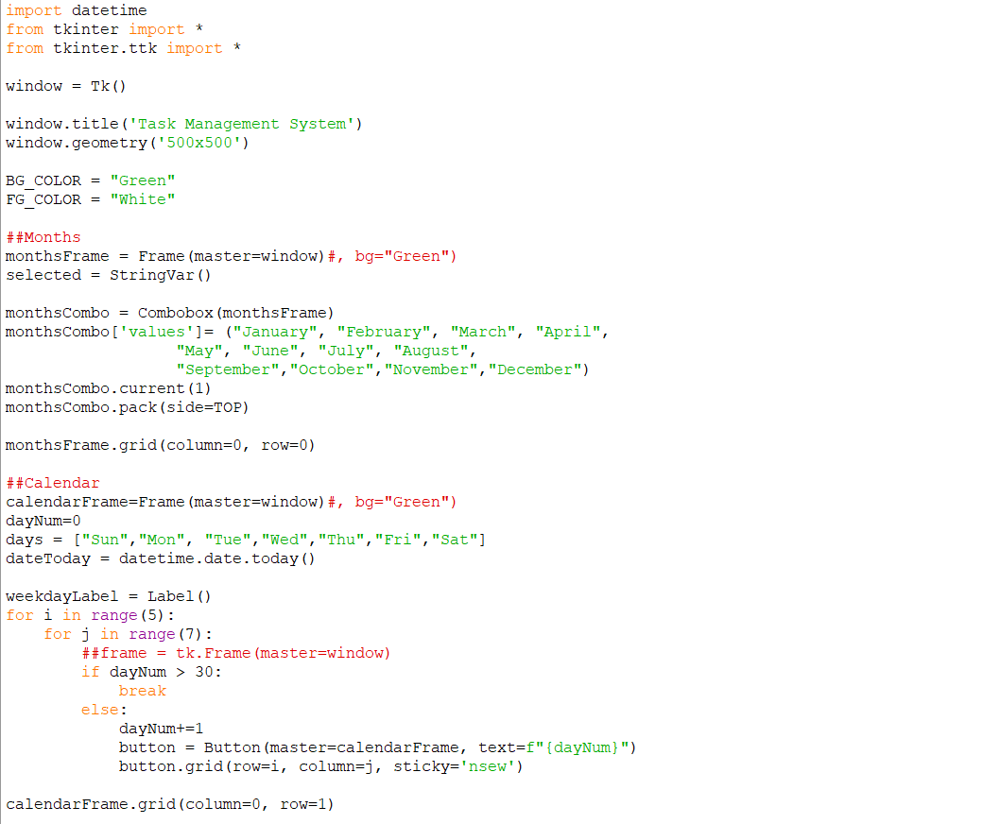 import datetime
from tkinter import *
from tkinter.ttk import *

window = Tk()

window.title('Task Management System')
window.geometry('500x500')

BG_COLOR = "Green"
FG_COLOR = "White"

##Months
monthsFrame = Frame(master=window)#, bg="Green")
selected = StringVar()

monthsCombo = Combobox(monthsFrame)
monthsCombo['values']= ("January", "February", "March", "April",
                  "May", "June", "July", "August",
                  "September","October","November","December")
monthsCombo.current(1)
monthsCombo.pack(side=TOP)

monthsFrame.grid(column=0, row=0)

##Calendar
calendarFrame=Frame(master=window)#, bg="Green")
dayNum=0
days = ["Sun","Mon", "Tue","Wed","Thu","Fri","Sat"]
dateToday = datetime.date.today()

weekdayLabel = Label()
for i in range(5):
    for j in range(7):
        ##frame = tk.Frame(master=window)
        if dayNum > 30:
            break
        else:
            dayNum+=1
            button = Button(master=calendarFrame, text=f"{dayNum}")
            button.grid(row=i, column=j, sticky='nsew')

calendarFrame.grid(column=0, row=1)